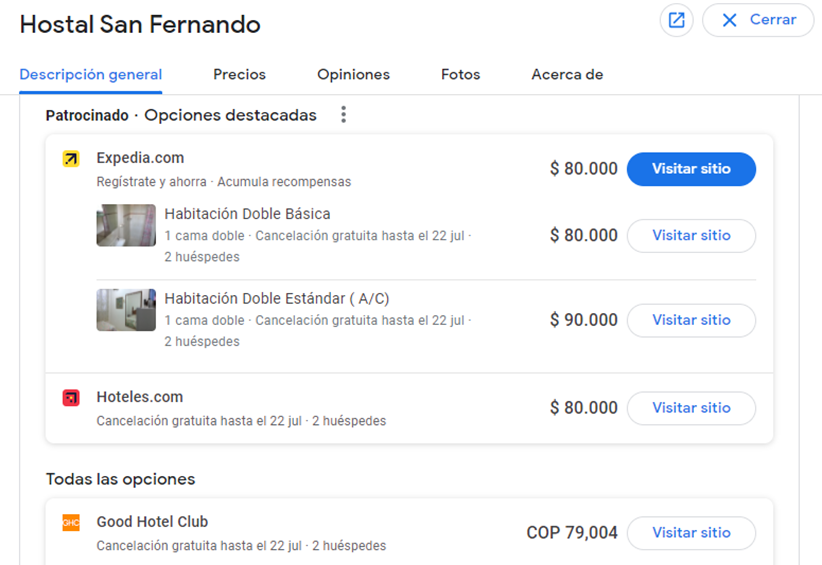 Hostal San Fernando
Cerrar
Descripción general
Precios
Opiniones
Fotos
Acerca de
Patrocinado · Opciones destacadas
Expedia.com
$ 80.000
Visitar sitio
Regístrate y ahorra · Acumula recompensas
Habitación Doble Básica
1 cama doble · Cancelación gratuita hasta el 22 jul ·
2 huéspedes
$ 80.000
Visitar sitio
Habitación Doble Estándar ( A/C)
1 cama doble · Cancelación gratuita hasta el 22 jul ·
2 huéspedes
$ 90.000
Visitar sitio
Hoteles.com
Cancelación gratuita hasta el 22 jul · 2 huéspedes
$ 80.000
Visitar sitio
Todas las opciones
GHC
Good Hotel Club
Cancelación gratuita hasta el 22 jul · 2 huéspedes
COP 79,004
Visitar sitio